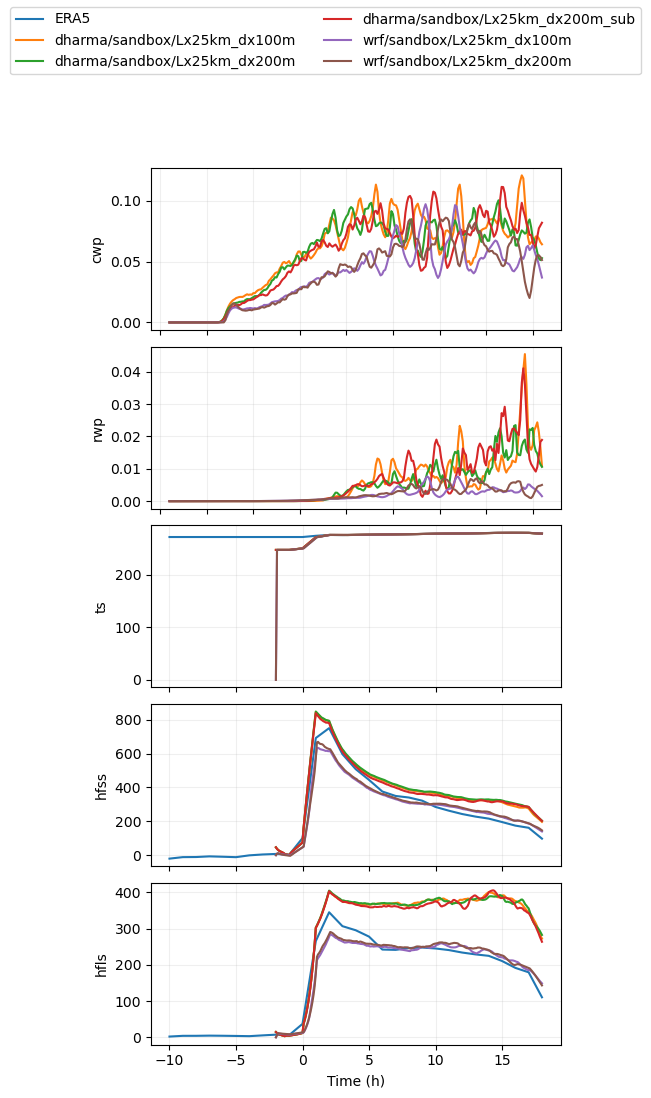 ERA5
dharma/sandbox/Lx25km_dx100m
dharma/sandbox/Lx25km_dx200m
dharma/sandbox/Lx25km_dx200m_sub
wrf/sandbox/Lx25km_dx100m
wrf/sandbox/Lx25km_dx200m
0.10
0.05
0.00
cwp
0.04
0.03
0.02
0.01
0.00
rwp
200
100
0
ts
800
600
400
200
0
hfss
400
300
200
100
0
hfls
−10 −5 0 5 10 15
Time (h)